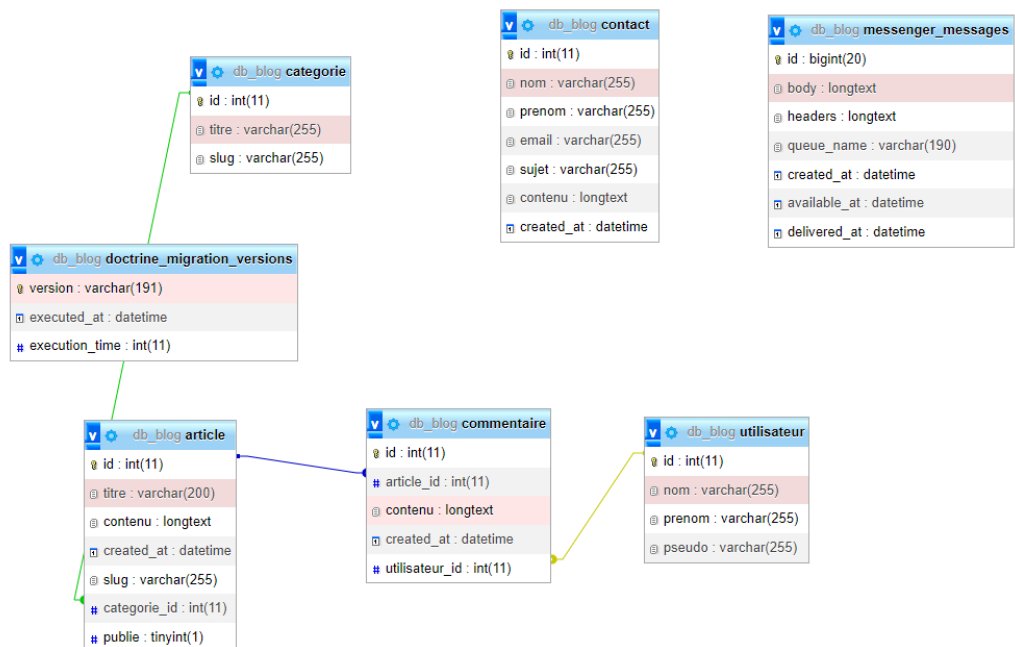 db_blog contact
id : int(11)
nom : varchar(255)
prenom : varchar(255)
email : varchar(255)
sujet : varchar(255)
contenu : longtext
created_at : datetime
db_blog messenger_messages
id : bigint(20)
body : longtext
headers : longtext
queue_name : varchar(190)
created_at : datetime
available_at : datetime
delivered_at : datetime
db_blog categorie
id : int(11)
titre : varchar(255)
slug : varchar(255)
db_blog doctrine_migration_versions
version : varchar(191)
executed_at : datetime
execution_time : int(11)
db_blog article
id : int(11)
titre : varchar(200)
contenu : longtext
created_at : datetime
slug : varchar(255)
categorie_id : int(11)
publie : tinyint(1)
db_blog commentaire
id : int(11)
article_id : int(11)
contenu : longtext
created_at : datetime
utilisateur_id : int(11)
db_blog utilisateur
id : int(11)
nom : varchar(255)
prenom : varchar(255)
pseudo : varchar(255)